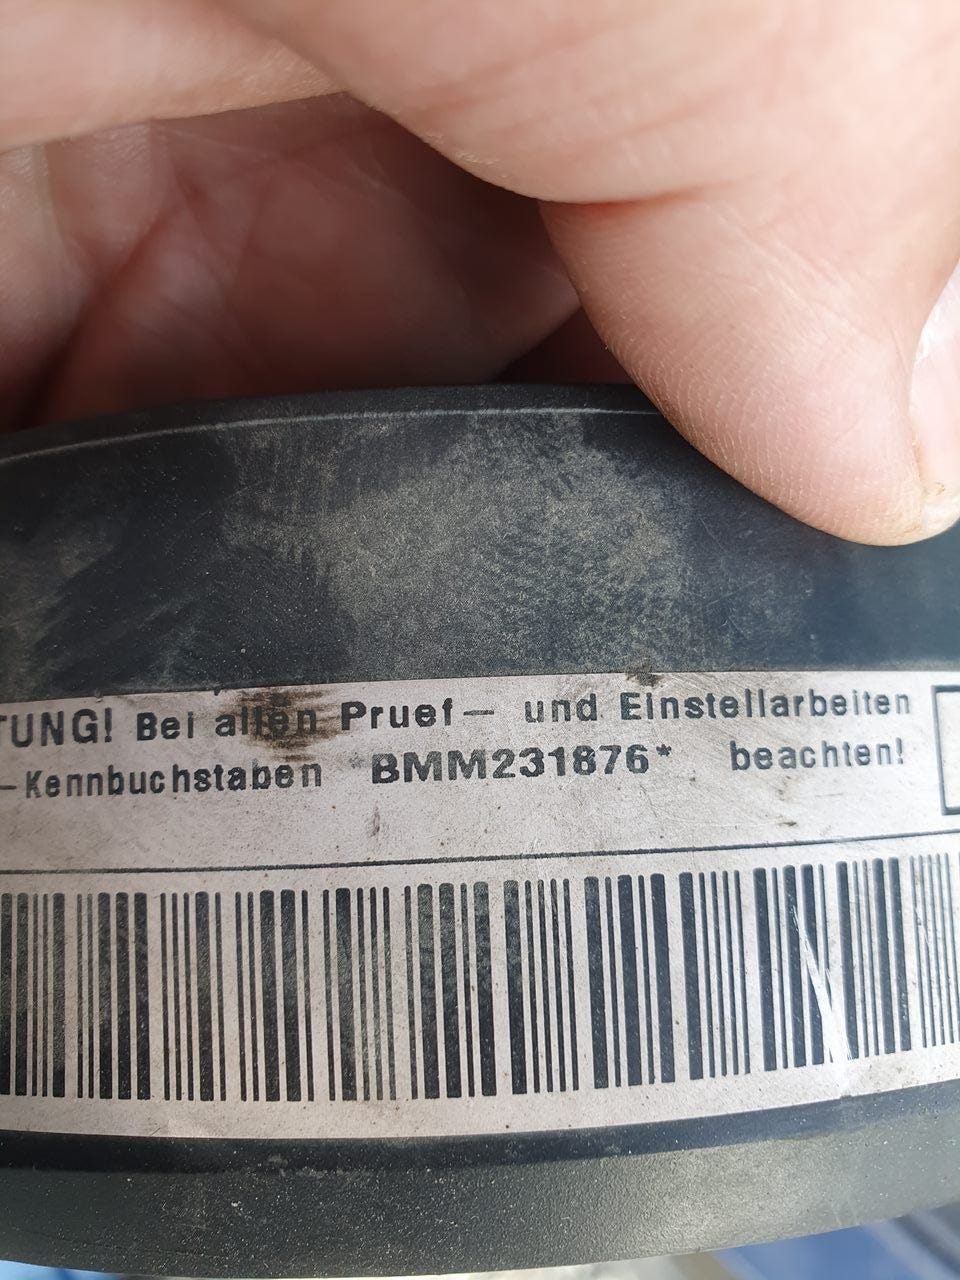 TUNG! Bei allen Pruef- und Einstellarbeiten
-Kennbuchstaben *BMM231876* beachten!